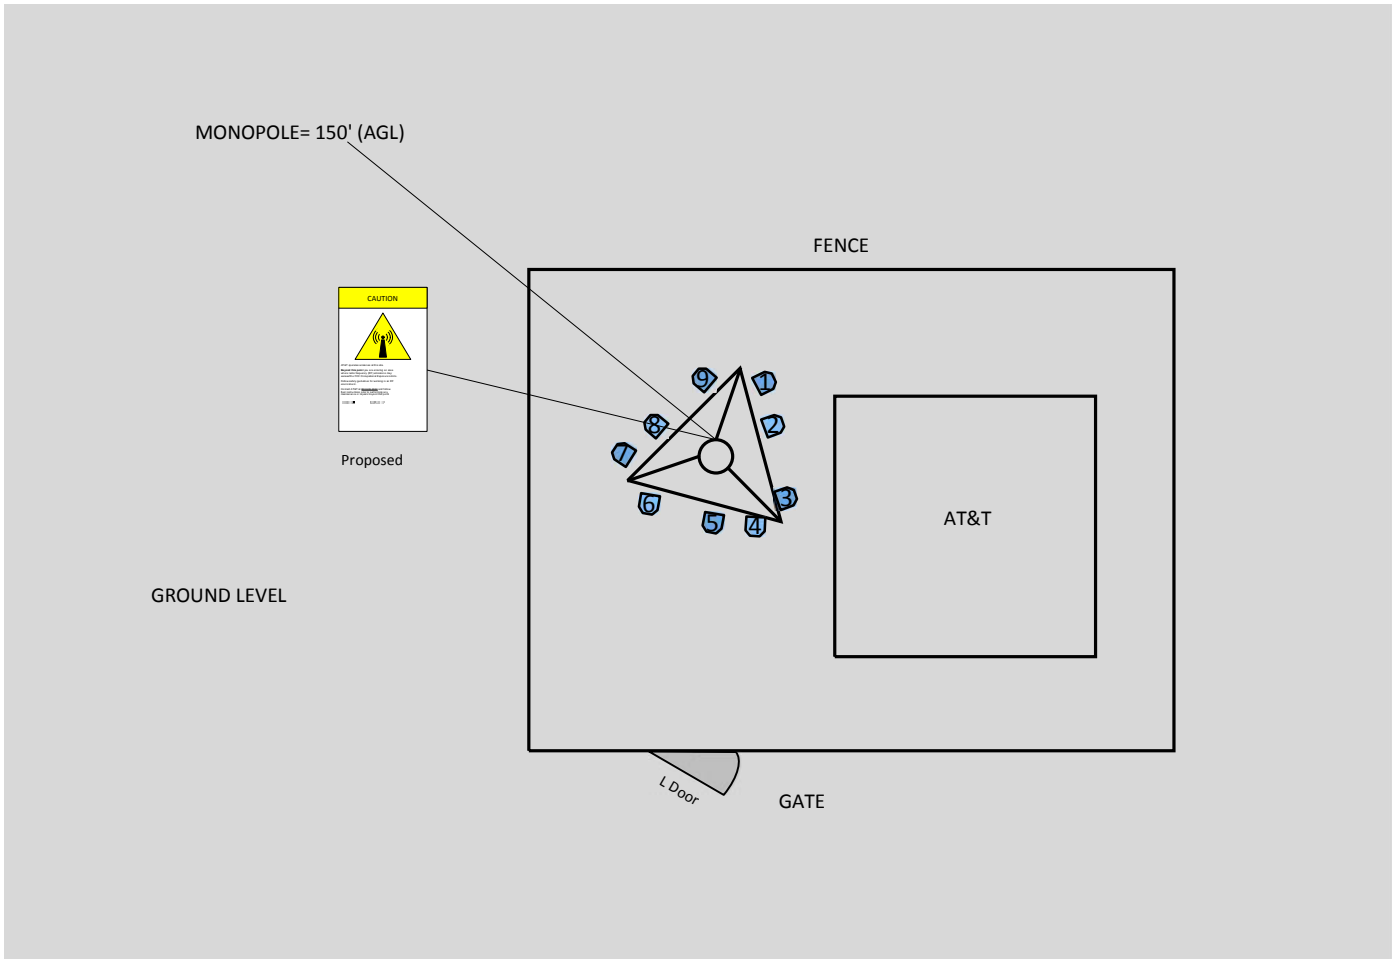 MONOPOLE= 150' (AGL)
FENCE
CAUTION
Proposed
9
1
8
2
7
3
6
5
4
AT&T
GROUND LEVEL
L Door
GATE